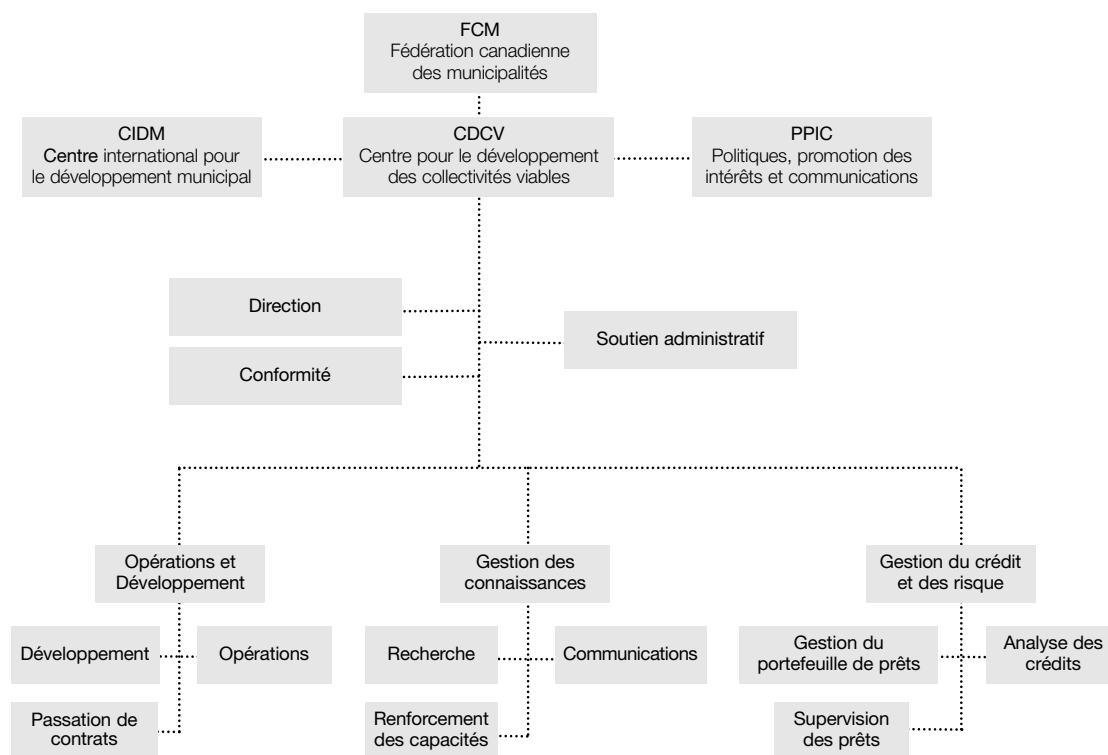 FCM
Fédération canadienne
des municipalités
CIDM
Centre international pour
le développement municipal
CDCV
Centre pour le développement
des collectivités viables
PPIC
Politiques, promotion des
intérêts et communications
Direction
Soutien administratif
Conformité
Opérations et
Développement
Gestion des
connaissances
Gestion du crédit
et des risque
Développement
Opérations
Recherche
Communications
Gestion du
portefeuille de prêts
Analyse des
crédits
Passation de
contrats
Renforcement
des capacités
Supervision
des prêts